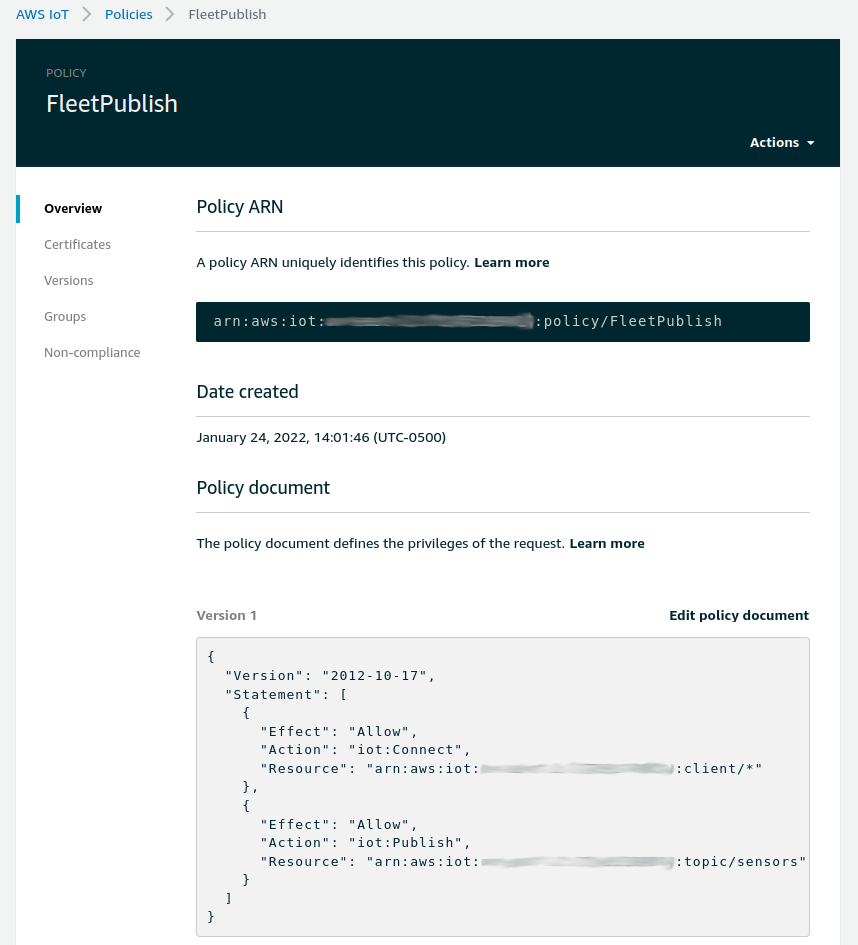 AWS IoT > Policies > FleetPublish
POLICY
FleetPublish
Actions
Overview
Certificates
Versions
Groups
Non-compliance
Policy ARN
A policy ARN uniquely identifies this policy. Learn more
arn:aws:iot: :policy/FleetPublish
Date created
January 24, 2022, 14:01:46 (UTC-0500)
Policy document
The policy document defines the privileges of the request. Learn more
Version 1 Edit policy document
{
"Version": "2012-10-17",
"Statement": [
{
"Effect": "Allow",
"Action": "iot:Connect",
"Resource": "arn:aws:iot: :client/*"
},
{
"Effect": "Allow",
"Action": "iot:Publish",
"Resource": "arn:aws:iot: :topic/sensors"
}
]
}